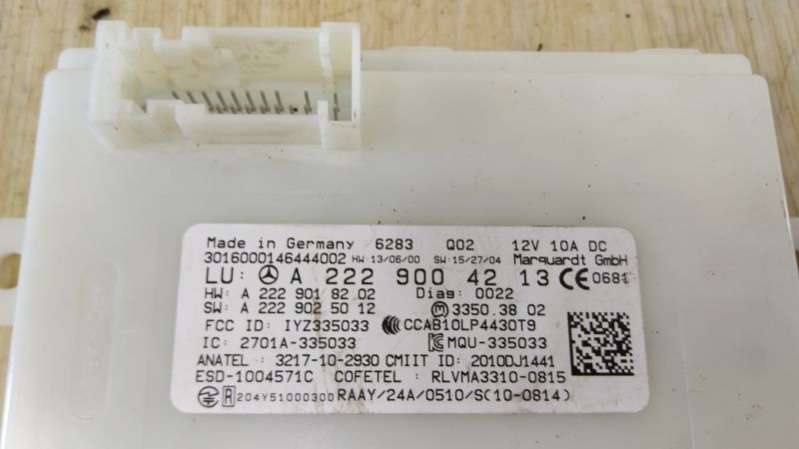 Made in Germany 6283 Q02 12V 10A DC
3016000146444002 HW:13/06/00 SW:15/27/04 Marquardt GmbH
LU: A 222 900 42 13 CE 0681
HW: A 222 901 82 02 Diag: 0022
SW: A 222 902 50 12 M 3350.38 02
FCC ID: IYZ335033 CCAB10LP4430T9
IC: 2701A-335033 MQU-335033
ANATEL: 3217-10-2930 CMIIT ID: 2010DJ1441
ESD-1004571C COFETEL: RLVMA3310-0815
R 204Y51000300 RAAY/24A/0510/S(10-0814)